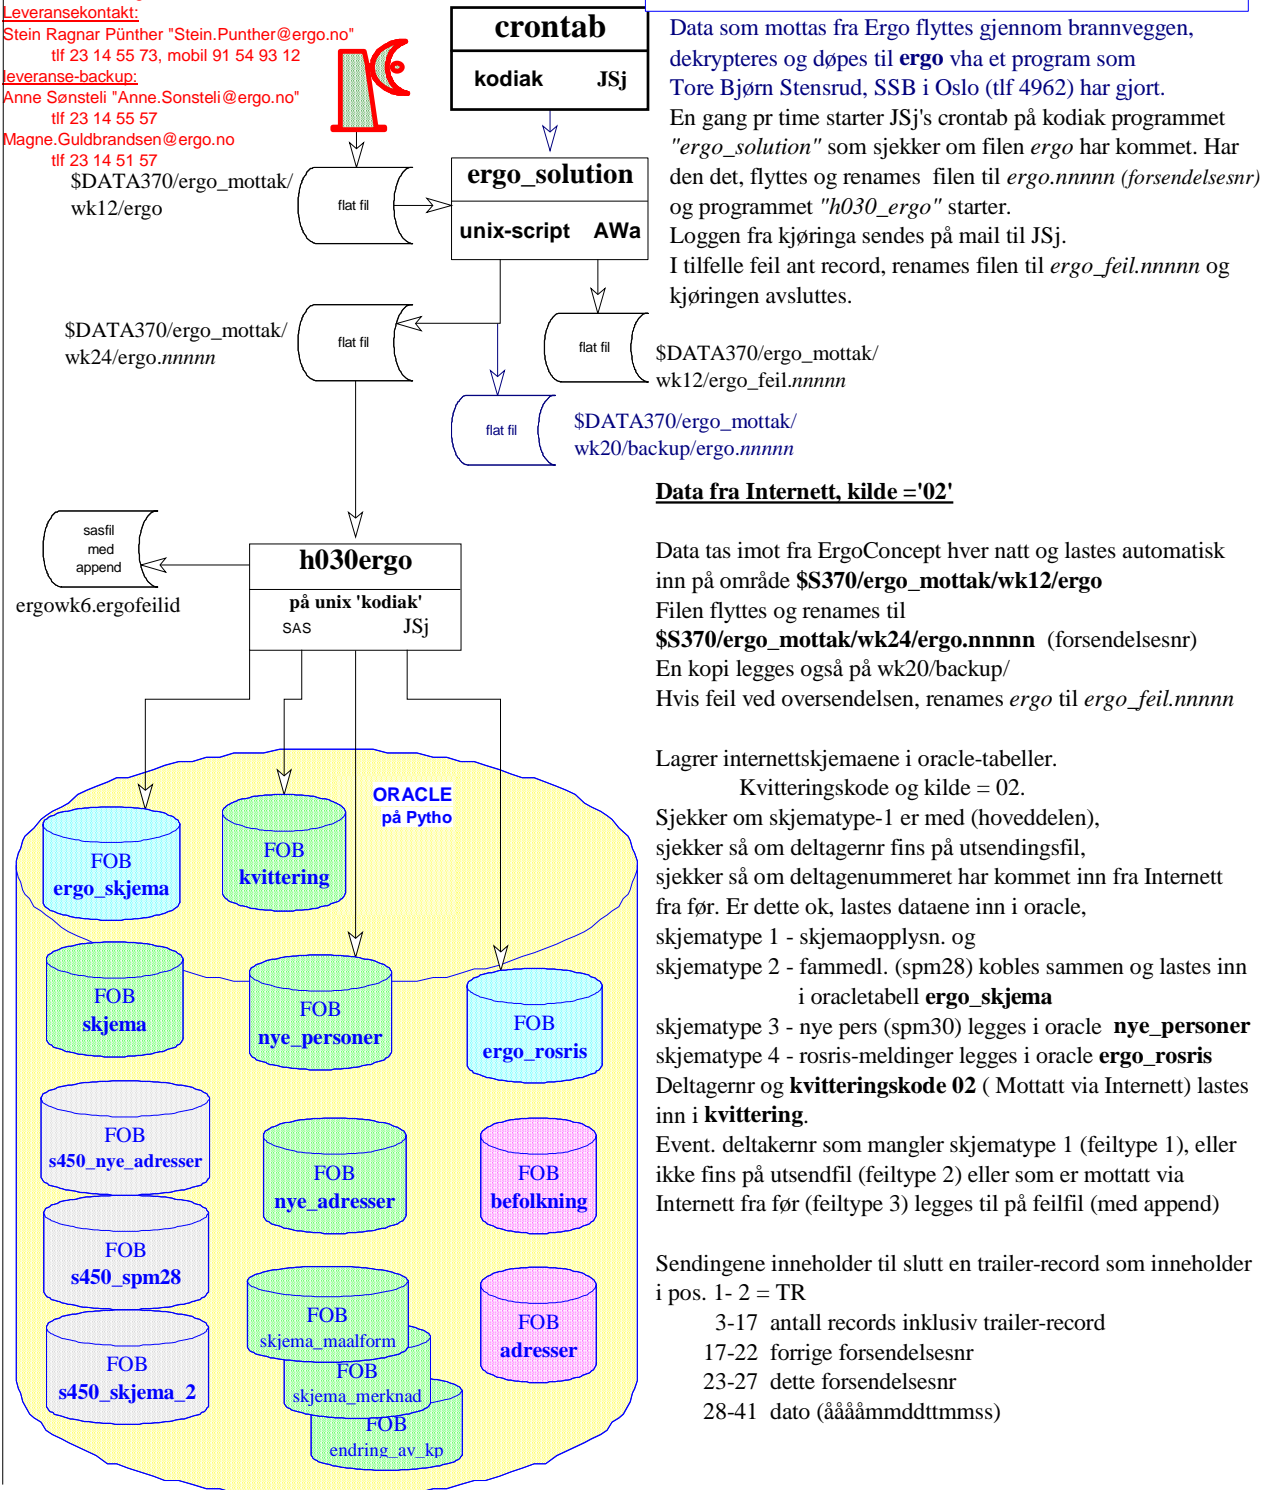 Leveransekontakt:
Stein Ragnar Pünther "Stein.Punther@ergo.no"
tlf 23 14 55 73, mobil 91 54 93 12
leveranse-backup:
Anne Sønsteli "Anne.Sonsteli@ergo.no"
tlf 23 14 55 57
Magne.Guldbrandsen@ergo.no
tlf 23 14 51 57
$DATA370/ergo_mottak/
wk12/ergo
flat fil
crontab
kodiak JSj
ergo_solution
unix-script AWa
$DATA370/ergo_mottak/
wk24/ergo.nnnnn
flat fil
flat fil
$DATA370/ergo_mottak/
wk12/ergo_feil.nnnnn
flat fil
$DATA370/ergo_mottak/
wk20/backup/ergo.nnnnn
sasfil
med
append
ergowk6.ergofeilid
h030ergo
på unix 'kodiak'
SAS JSj
ORACLE
på Pytho
FOB
ergo_skjema
FOB
kvittering
FOB
skjema
FOB
nye_personer
FOB
ergo_rosris
FOB
s450_nye_adresser
FOB
nye_adresser
FOB
befolkning
FOB
s450_spm28
FOB
skjema_maalform
FOB
adresser
FOB
s450_skjema_2
FOB
skjema_merknad
FOB
endring_av_kp
Data som mottas fra Ergo flyttes gjennom brannveggen,
dekrypteres og døpes til ergo vha et program som
Tore Bjørn Stensrud, SSB i Oslo (tlf 4962) har gjort.
En gang pr time starter JSj's crontab på kodiak programmet
"ergo_solution" som sjekker om filen ergo har kommet. Har
den det, flyttes og renames filen til ergo.nnnnn (forsendelsesnr)
og programmet "h030_ergo" starter.
Loggen fra kjøringa sendes på mail til JSj.
I tilfelle feil ant record, renames filen til ergo_feil.nnnnn og
kjøringen avsluttes.
Data fra Internett, kilde ='02'
Data tas imot fra ErgoConcept hver natt og lastes automatisk
inn på område $S370/ergo_mottak/wk12/ergo
Filen flyttes og renames til
$S370/ergo_mottak/wk24/ergo.nnnnn (forsendelsesnr)
En kopi legges også på wk20/backup/
Hvis feil ved oversendelsen, renames ergo til ergo_feil.nnnnn
Lagrer internettskjemaene i oracle-tabeller.
Kvitteringskode og kilde = 02.
Sjekker om skjematype-1 er med (hoveddelen),
sjekker så om deltagernr fins på utsendingsfil,
sjekker så om deltagenummeret har kommet inn fra Internett
fra før. Er dette ok, lastes dataene inn i oracle,
skjematype 1 - skjemaopplysn. og
skjematype 2 - fammedl. (spm28) kobles sammen og lastes inn
i oracletabell ergo_skjema
skjematype 3 - nye pers (spm30) legges i oracle nye_personer
skjematype 4 - rosris-meldinger legges i oracle ergo_rosris
Deltagernr og kvitteringskode 02 ( Mottatt via Internett) lastes
inn i kvittering.
Event. deltakernr som mangler skjematype 1 (feiltype 1), eller
ikke fins på utsendfil (feiltype 2) eller som er mottatt via
Internett fra før (feiltype 3) legges til på feilfil (med append)
Sendingene inneholder til slutt en trailer-record som inneholder
i pos. 1- 2 = TR
3-17 antall records inklusiv trailer-record
17-22 forrige forsendelsesnr
23-27 dette forsendelsesnr
28-41 dato (ååååmmddttmmss)